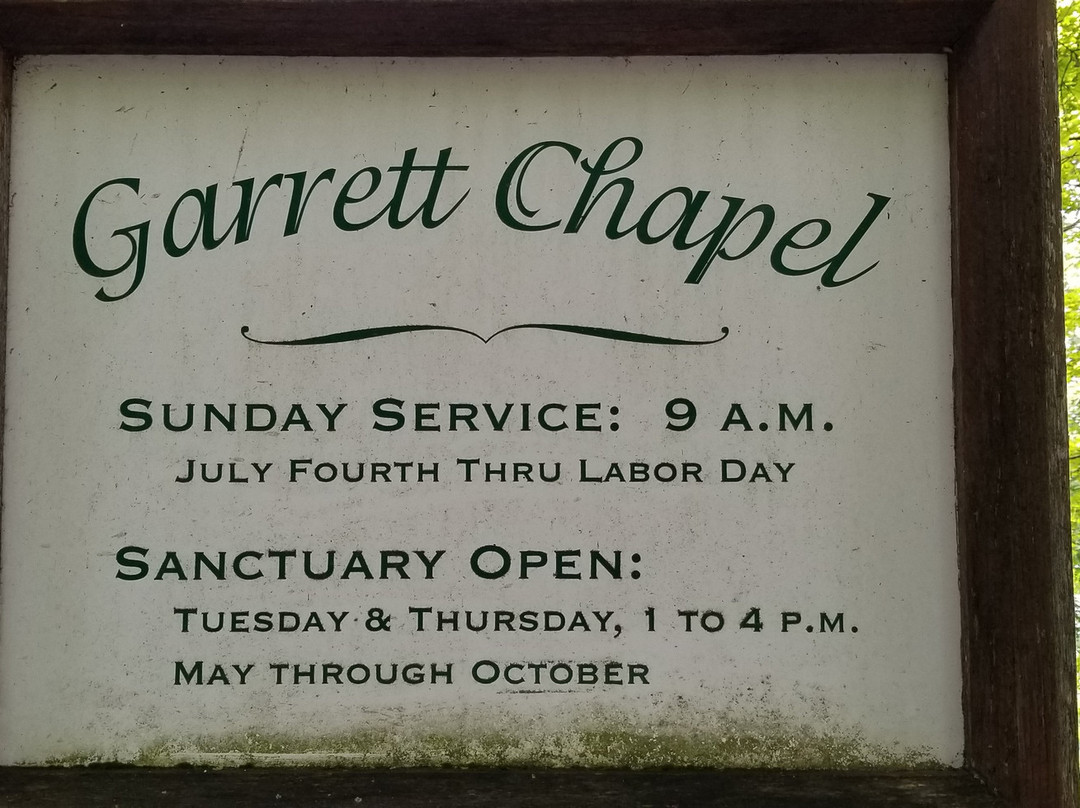 Garrett Chapel
SUNDAY SERVICE: 9 A.M.
JULY FOURTH THRU LABOR DAY
SANCTUARY OPEN:
TUESDAY & THURSDAY, 1 TO 4 P.M.
MAY THROUGH OCTOBER